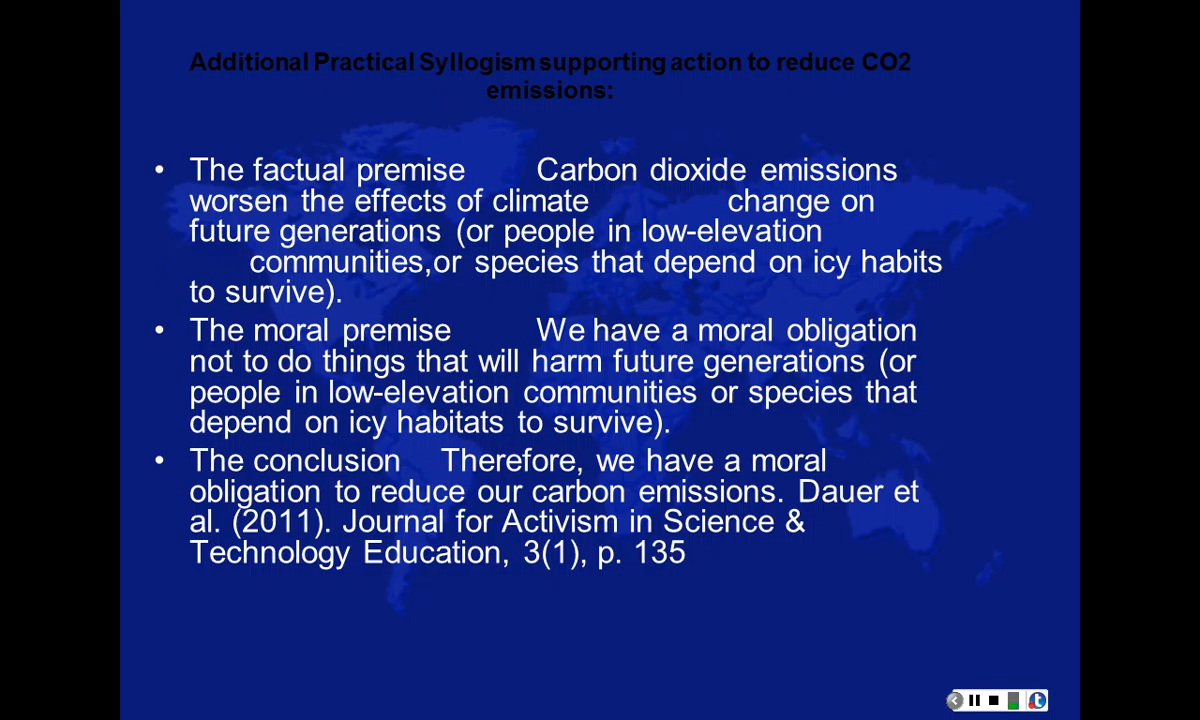 Additional Practical Syllogism supporting action to reduce CO2
emissions:
• The factual premise Carbon dioxide emissions
worsen the effects of climate change on
future generations (or people in low-elevation
communities,or species that depend on icy habits
to survive).
• The moral premise We have a moral obligation
not to do things that will harm future generations (or
people in low-elevation communities or species that
depend on icy habitats to survive).
• The conclusion Therefore, we have a moral
obligation to reduce our carbon emissions. Dauer et
al. (2011). Journal for Activism in Science &
Technology Education, 3(1), p. 135
t